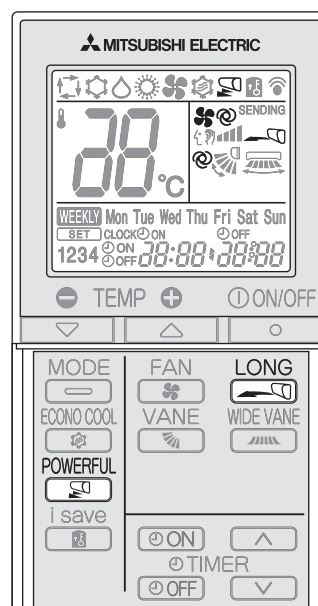 MITSUBISHI ELECTRIC
SENDING
88°C
WEEKLY Mon Tue Wed Thu Fri Sat Sun
SET CLOCK ON OFF
1234 ON OFF 88:88 88:88
TEMP ON/OFF
MODE FAN LONG
ECONO COOL VANE WIDE VANE
POWERFUL
i save
ON
TIMER
OFF